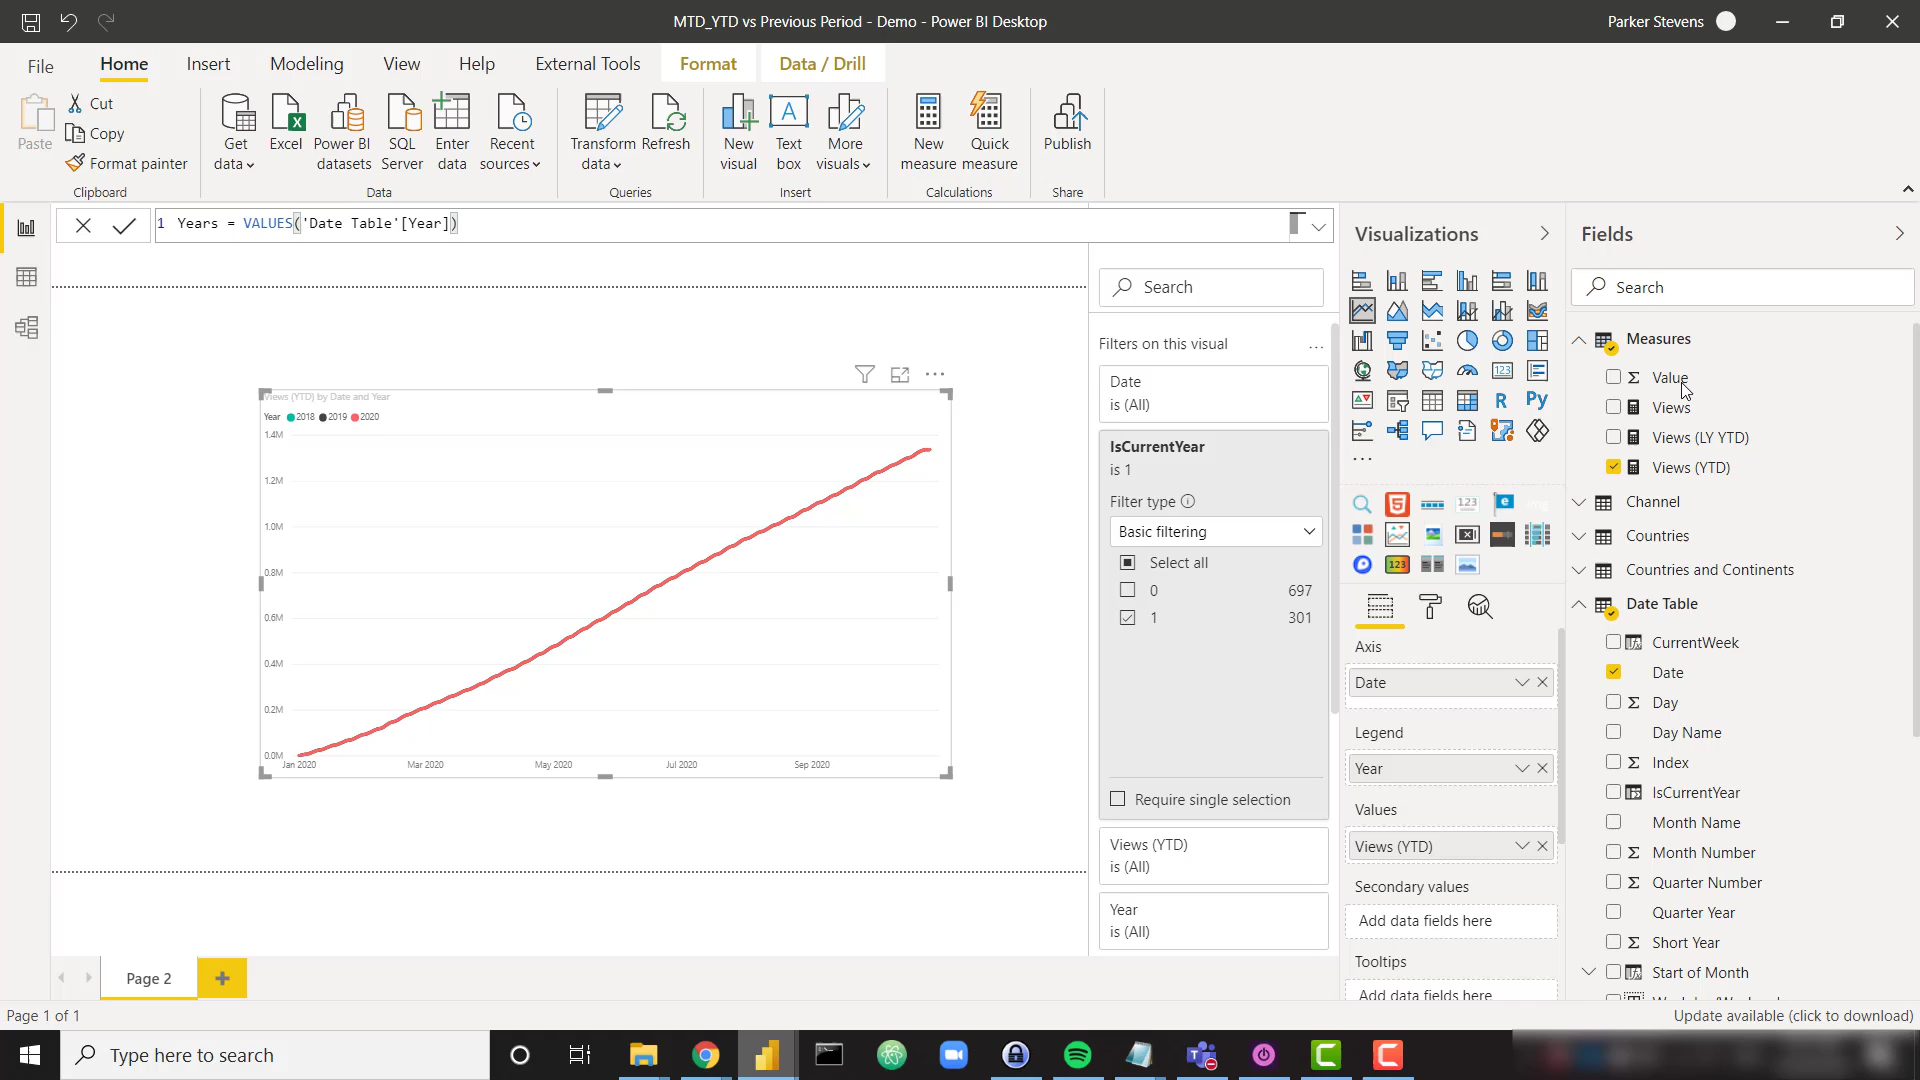 MTD_YTD vs Previous Period - Demo - Power BI Desktop
Parker Stevens
File
Home
Insert
Modeling
View
Help
External Tools
Format
Data / Drill
Paste
Cut
Copy
Format painter
Clipboard
Get
data
Excel
Power BI
datasets
SQL
Server
Enter
data
Recent
sources
Data
Transform
data
Refresh
Queries
New
visual
Text
box
More
visuals
Insert
New
measure
Quick
measure
Calculations
Publish
Share
1 Years = VALUES('Date Table'[Year])
Views (YTD) by Date and Year
Year 2018 2019 2020
1.4M
1.2M
1.0M
0.8M
0.6M
0.4M
0.2M
0.0M
Jan 2020
Mar 2020
May 2020
Jul 2020
Sep 2020
Search
Filters on this visual
Date
is (All)
IsCurrentYear
is 1
Filter type
Basic filtering
Select all
0 697
1 301
Require single selection
Views (YTD)
is (All)
Year
is (All)
Visualizations
123
R
Py
123
123
Axis
Date
Legend
Year
Values
Views (YTD)
Secondary values
Add data fields here
Tooltips
Add data fields here
Fields
Search
Measures
Value
Views
Views (LY YTD)
Views (YTD)
Channel
Countries
Countries and Continents
Date Table
CurrentWeek
Date
Day
Day Name
Index
IsCurrentYear
Month Name
Month Number
Quarter Number
Quarter Year
Short Year
Start of Month
Page 2
Page 1 of 1
Update available (click to download)
Type here to search